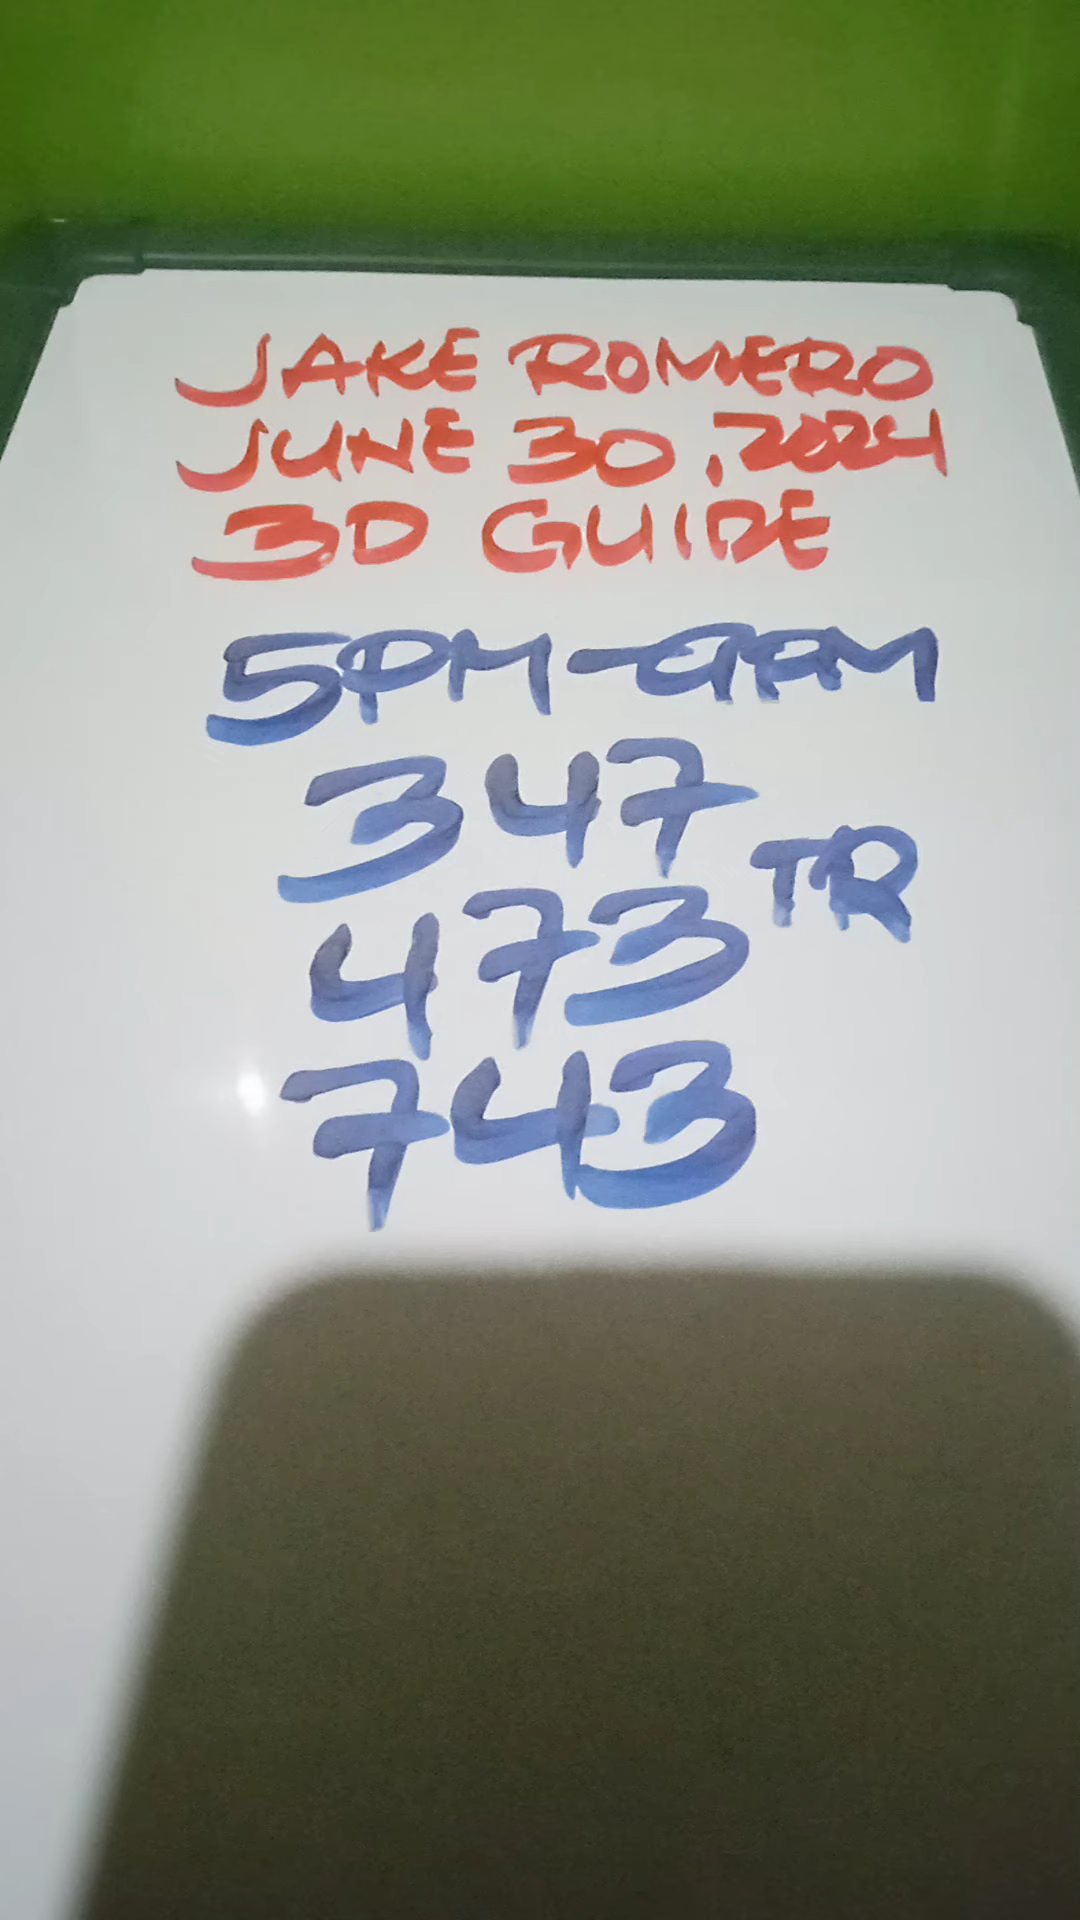 JAKE ROMERO
JUNE 30, 2024
3D GUIDE
5PM-9PM
347
TR
473
743